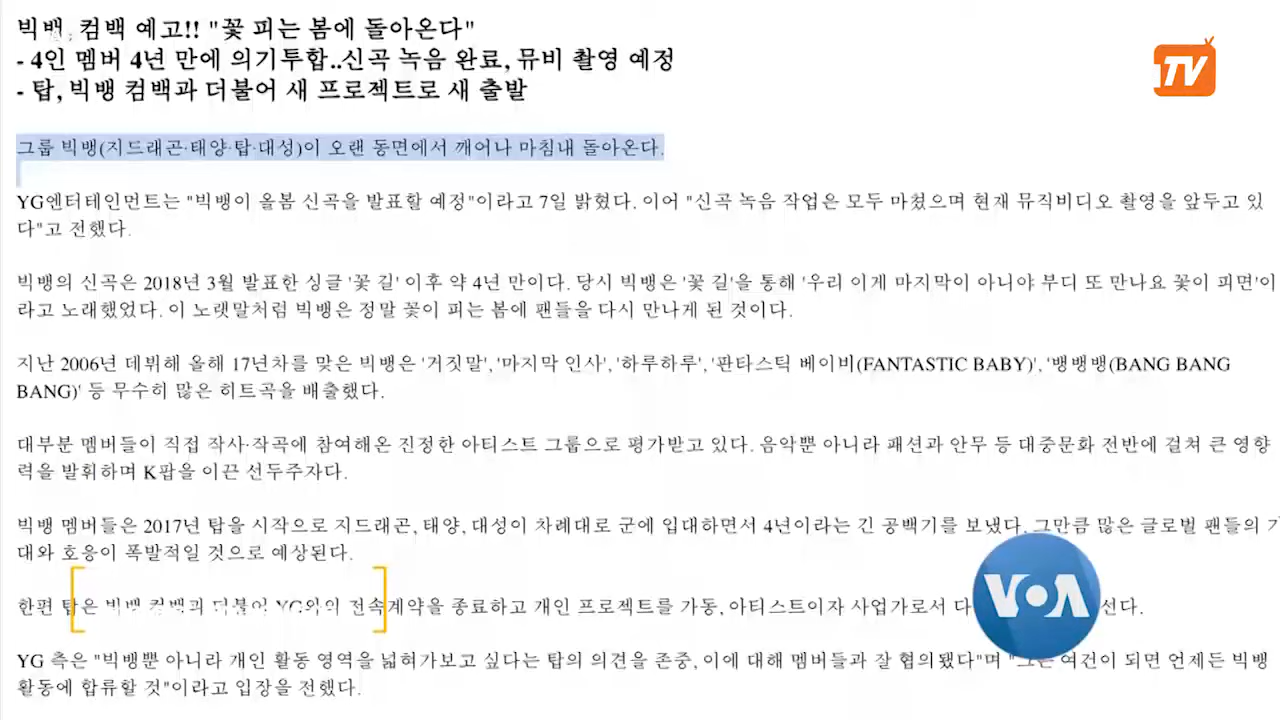 빅뱅, 컴백 예고!! "꽃 피는 봄에 돌아온다"
- 4인 멤버 4년 만에 의기투합..신곡 녹음 완료, 뮤비 촬영 예정
- 탑, 빅뱅 컴백과 더불어 새 프로젝트로 새 출발
TV
그룹 빅뱅(지드래곤·태양·탑·대성)이 오랜 동면에서 깨어나 마침내 돌아온다.
YG엔터테인먼트는 "빅뱅이 올봄 신곡을 발표할 예정"이라고 7일 밝혔다. 이어 "신곡 녹음 작업은 모두 마쳤으며 현재 뮤직비디오 촬영을 앞두고 있
다"고 전했다.
빅뱅의 신곡은 2018년 3월 발표한 싱글 '꽃 길' 이후 약 4년 만이다. 당시 빅뱅은 '꽃 길'을 통해 '우리 이게 마지막이 아니야 부디 또 만나요 꽃이 피면'이
라고 노래했었다. 이 노랫말처럼 빅뱅은 정말 꽃이 피는 봄에 팬들을 다시 만나게 된 것이다.
지난 2006년 데뷔해 올해 17년차를 맞은 빅뱅은 '거짓말', '마지막 인사', '하루하루', '판타스틱 베이비(FANTASTIC BABY)', '뱅뱅뱅(BANG BANG
BANG)' 등 무수히 많은 히트곡을 배출했다.
대부분 멤버들이 직접 작사·작곡에 참여해온 진정한 아티스트 그룹으로 평가받고 있다. 음악뿐 아니라 패션과 안무 등 대중문화 전반에 걸쳐 큰 영향
력을 발휘하며 K팝을 이끈 선두주자다.
빅뱅 멤버들은 2017년 탑을 시작으로 지드래곤, 태양, 대성이 차례대로 군에 입대하면서 4년이라는 긴 공백기를 보냈다. 그만큼 많은 글로벌 팬들의
대와 호응이 폭발적일 것으로 예상된다.
한편 탑은 빅뱅 컴백과 더불어 YG와의 전속계약을 종료하고 개인 프로젝트를 가동, 아티스트이자 사업가로서 선다.
VOA
YG 측은 "빅뱅뿐 아니라 개인 활동 영역을 넓혀가보고 싶다는 탑의 의견을 존중, 이에 대해 멤버들과 잘 협의됐다"며 "그는 여건이 되면 언제든 빅뱅
활동에 합류할 것"이라고 입장을 전했다.